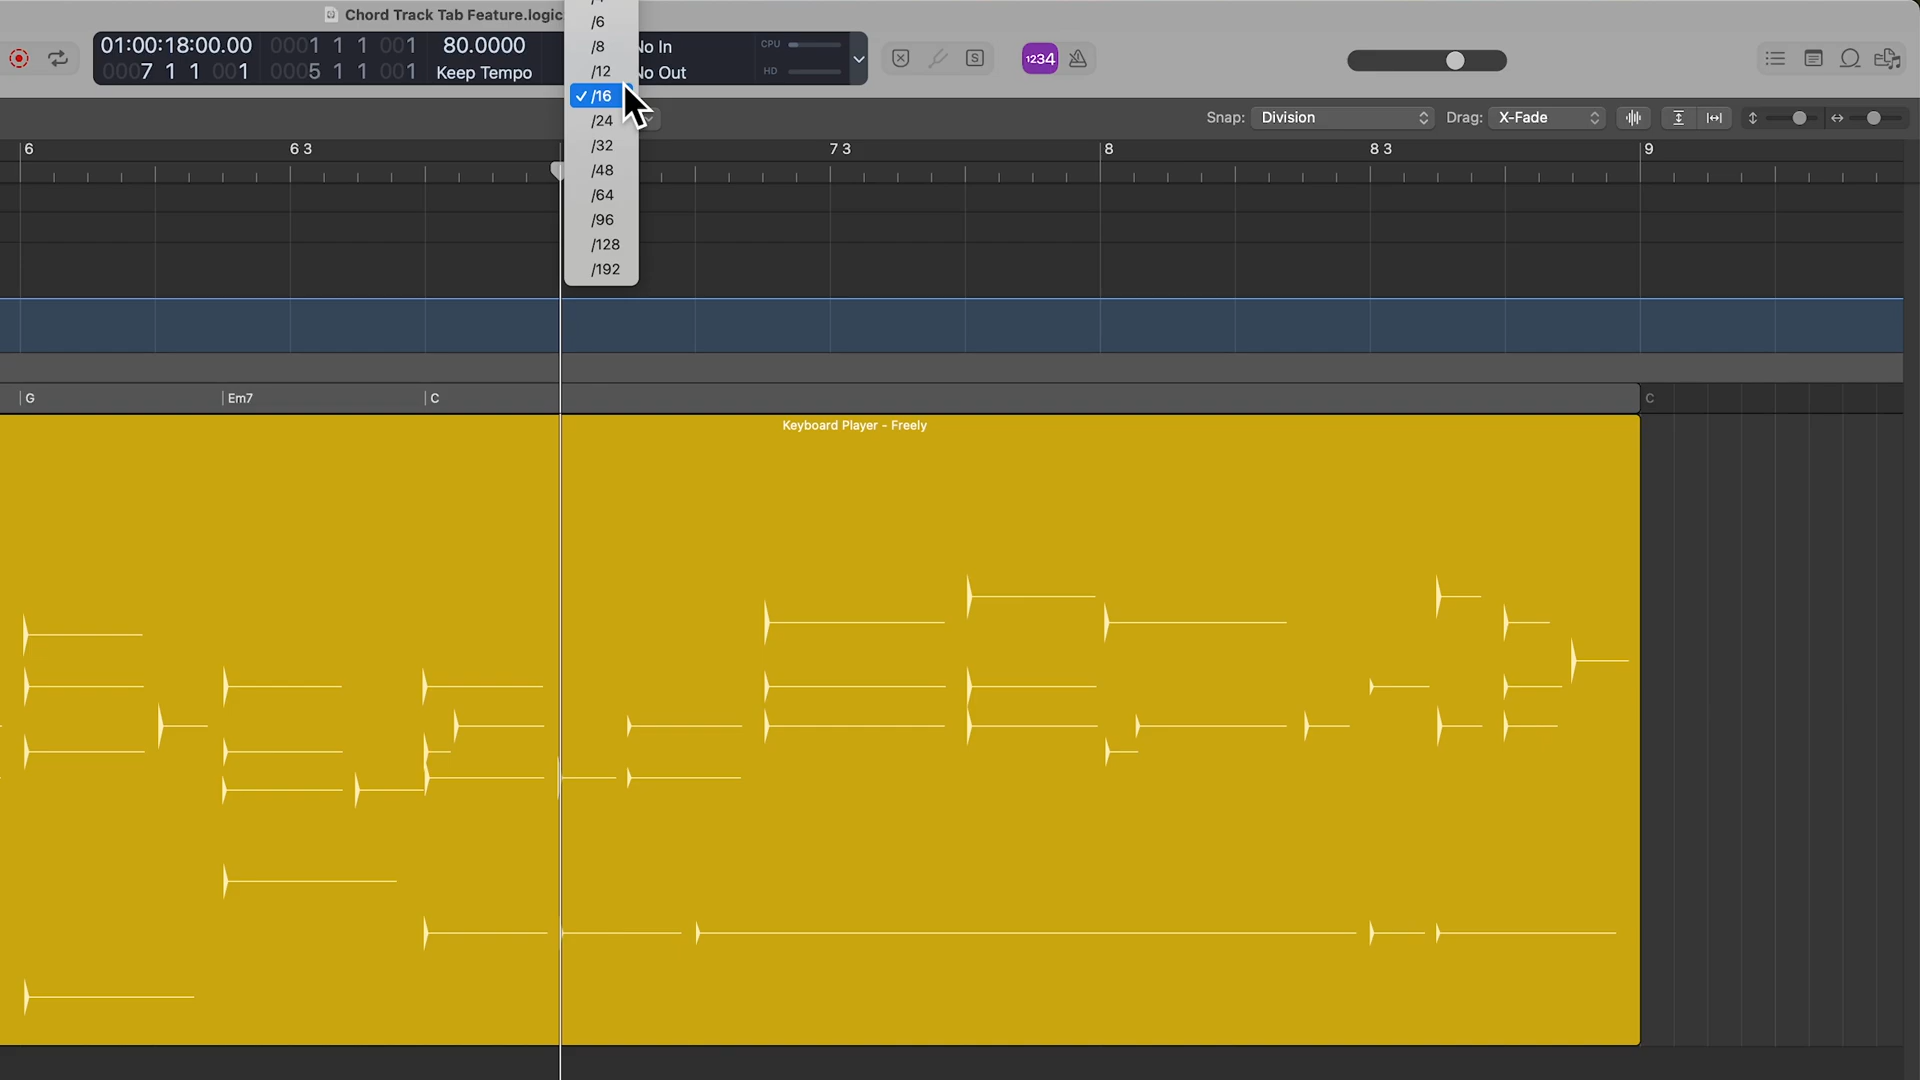 Chord Track Tab Feature.logic
/6
/8
/12
✓ /16
/24
/32
/48
/64
/96
/128
/192
01:00:18:00.00
0001 1 1 001
80.0000
No In
CPU
0007 1 1 001
0005 1 1 001
Keep Tempo
No Out
HD
S
1234
Snap: Division
Drag: X-Fade
6
6 3
7 3
8
8 3
9
G
Em7
C
C
Keyboard Player - Freely